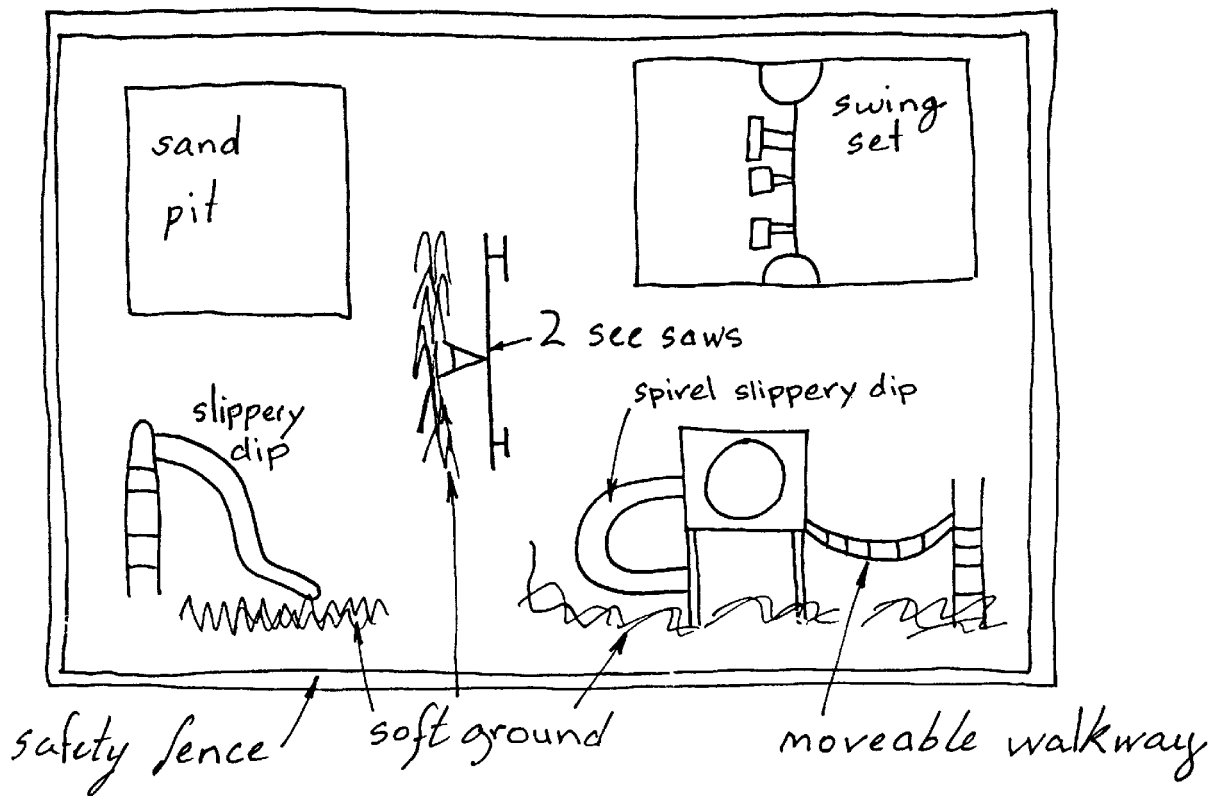 sand
pit
swing
set
2 see saws
spirel slippery dip
slippery
dip
safety fence
soft ground
moveable walkway